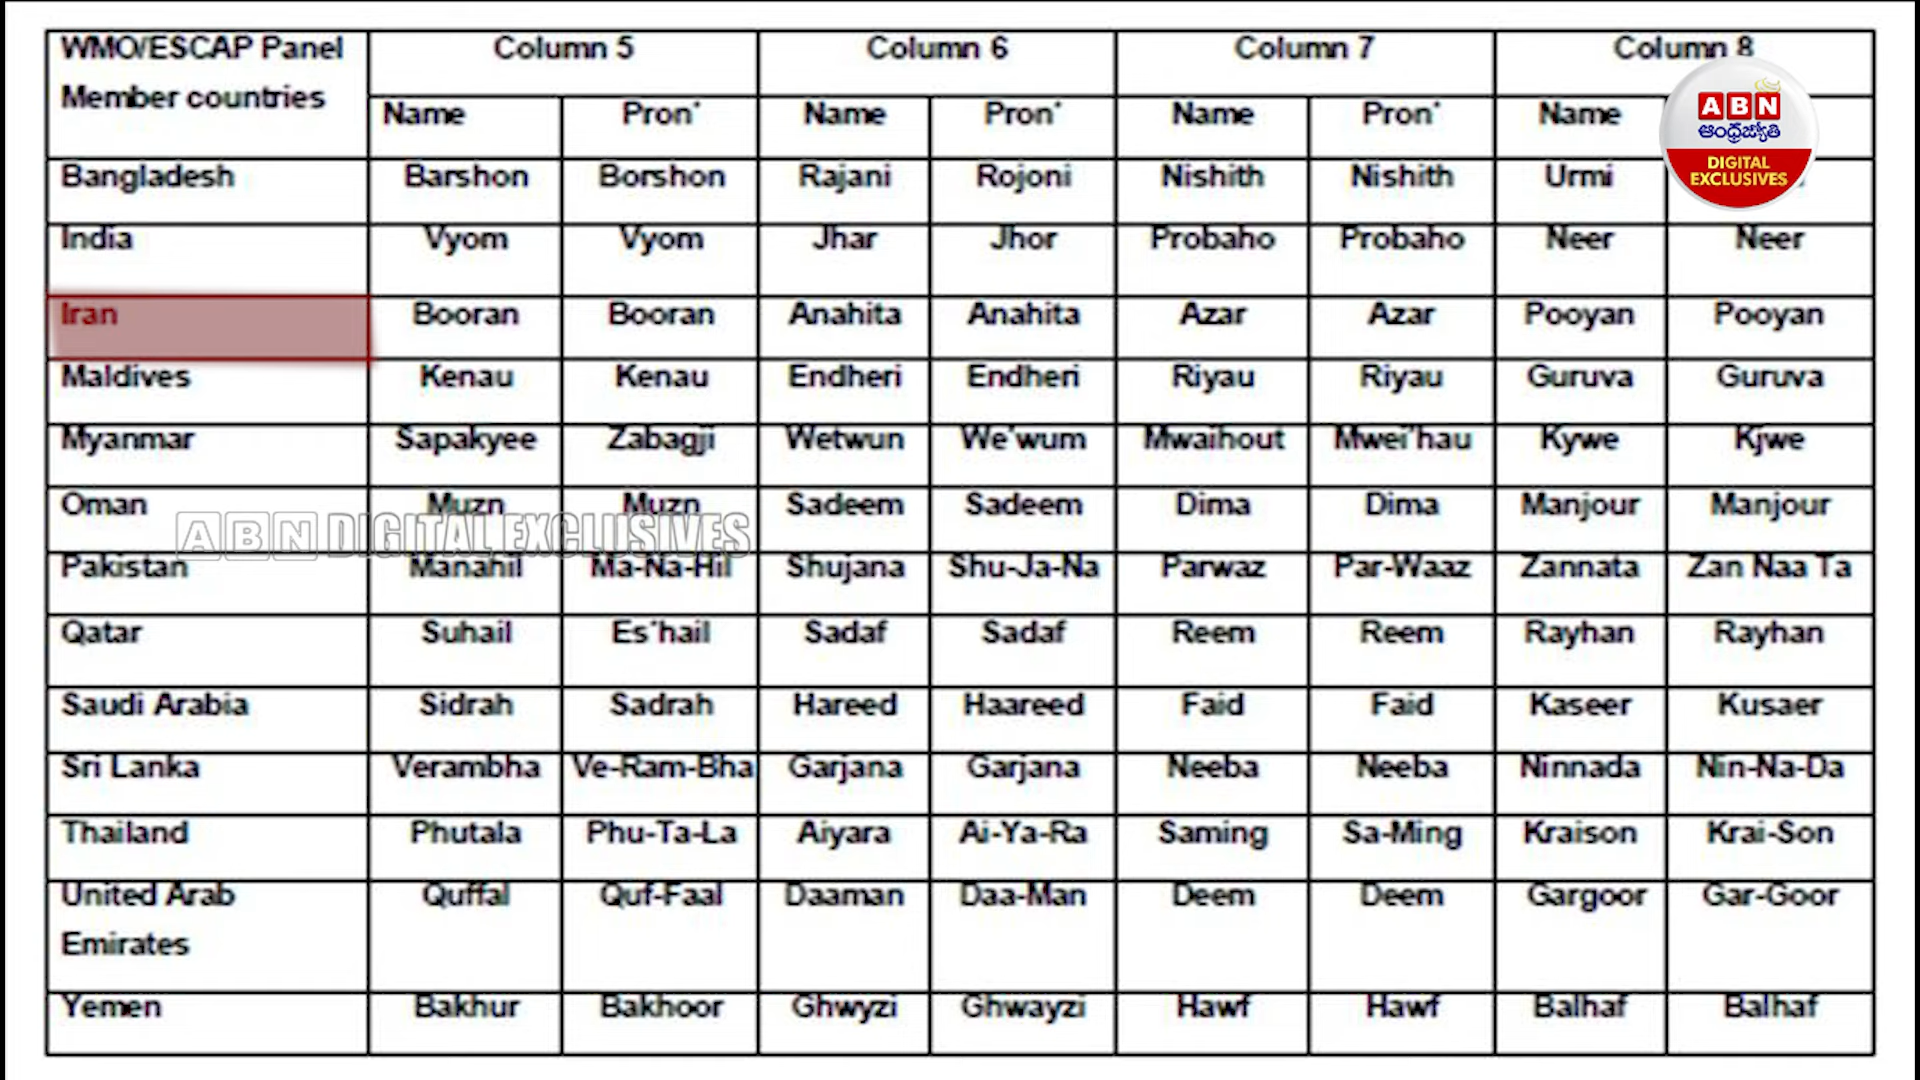 WMO/ESCAP Panel Member countries Column 5 Column 6 Column 7 Column 8
Name Pron* Name Pron* Name Pron* Name
Bangladesh Barshon Borshon Rajani Rojoni Nishith Nishith Urmi
India Vyom Vyom Jhar Jhor Probaho Probaho Neer Neer
Iran Booran Booran Anahita Anahita Azar Azar Pooyan Pooyan
Maldives Kenau Kenau Endheri Endheri Riyau Riyau Guruva Guruva
Myanmar Sapakyee Zabagji Wetwun We'wum Mwaihout Mwei'hau Kywe Kjwe
Oman Muzn Muzn Sadeem Sadeem Dima Dima Manjour Manjour
Pakistan Manahil Ma-Na-Hil Shujana Shu-Ja-Na Parwaz Par-Waaz Zannata Zan Naa Ta
Qatar Suhail Es'hail Sadaf Sadaf Reem Reem Rayhan Rayhan
Saudi Arabia Sidrah Sadrah Hareed Haareed Faid Faid Kaseer Kusaer
Sri Lanka Verambha Ve-Ram-Bha Garjana Garjana Neeba Neeba Ninnada Nin-Na-Da
Thailand Phutala Phu-Ta-La Aiyara Ai-Ya-Ra Saming Sa-Ming Kraison Krai-Son
United Arab Emirates Quffal Quf-Faal Daaman Daa-Man Deem Deem Gargoor Gar-Goor
Yemen Bakhur Bakhoor Ghwyzi Ghwayzi Hawf Hawf Balhaf Balhaf
ABN
ఆంధ్రజ్యోతి
DIGITAL
EXCLUSIVES
ABN DIGITAL EXCLUSIVES